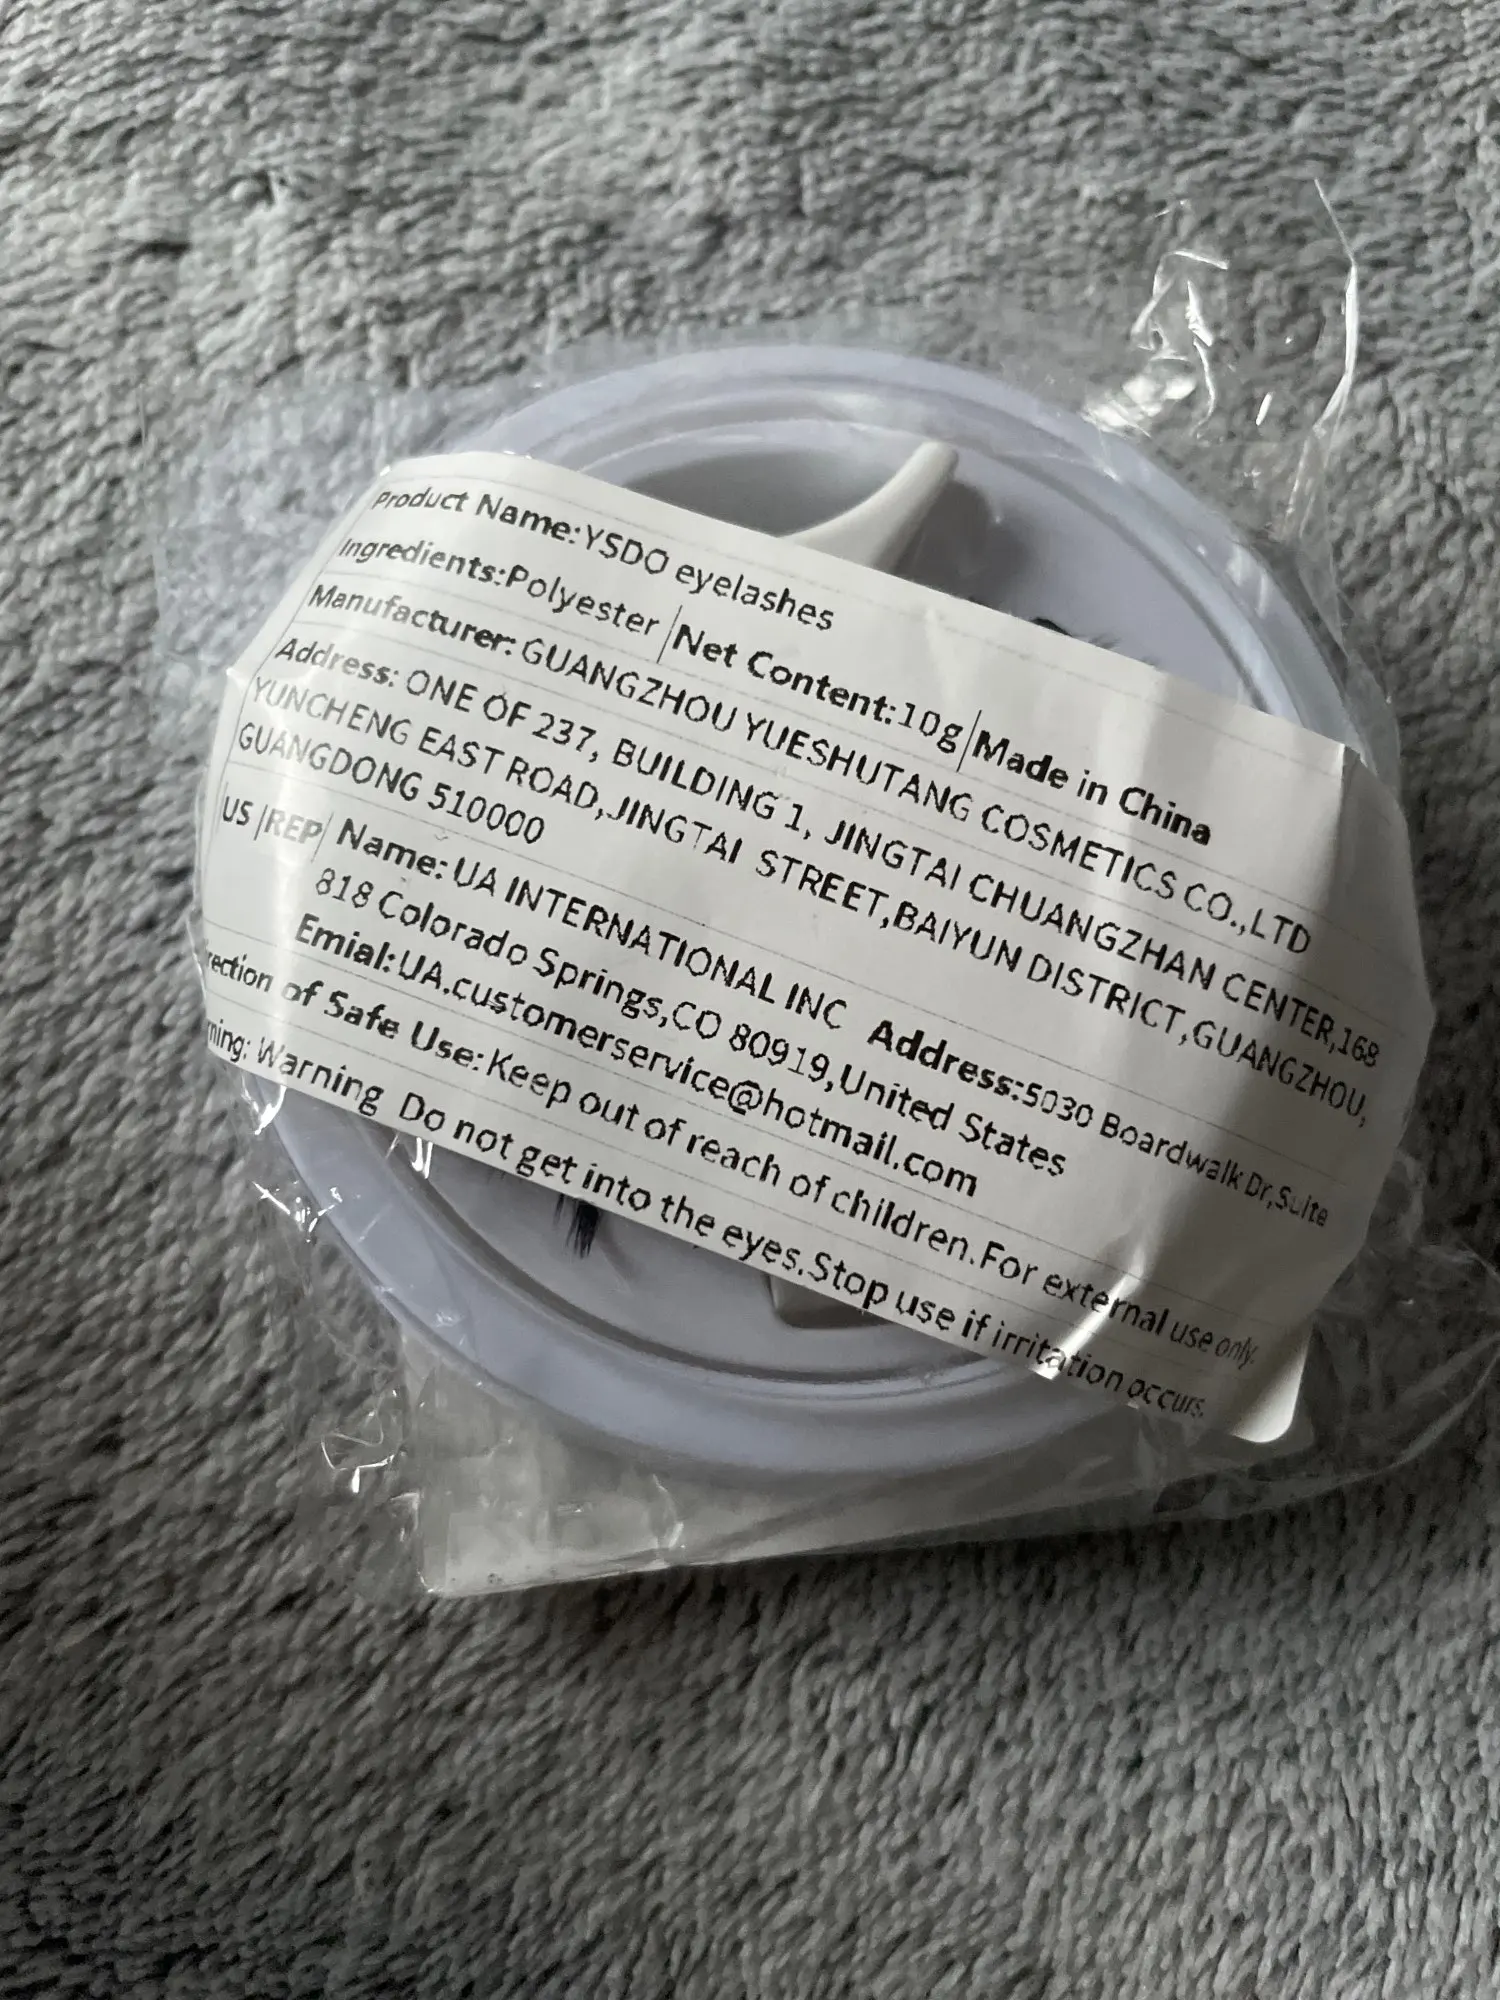 Product Name:YSDO eyelashes
Ingredients:Polyester |Net Content:10g|Made in China
Manufacturer: GUANGZHOU YUESHUTANG COSMETICS CO.,LTD
Address: ONE OF 237, BUILDING 1, JINGTAI CHUANGZHAN CENTER,168
YUNCHENG EAST ROAD,JINGTAI STREET,BAIYUN DISTRICT,GUANGZHOU,
GUANGDONG 510000
US |REP| Name: UA INTERNATIONAL INC Address:5030 Boardwalk Dr,Suite
818 Colorado Springs,CO 80919,United States
Emial:UA.customerservice@hotmail.com
rection of Safe Use:Keep out of reach of children.For external use only.
ning: Warning Do not get into the eyes.Stop use if irritation occurs.